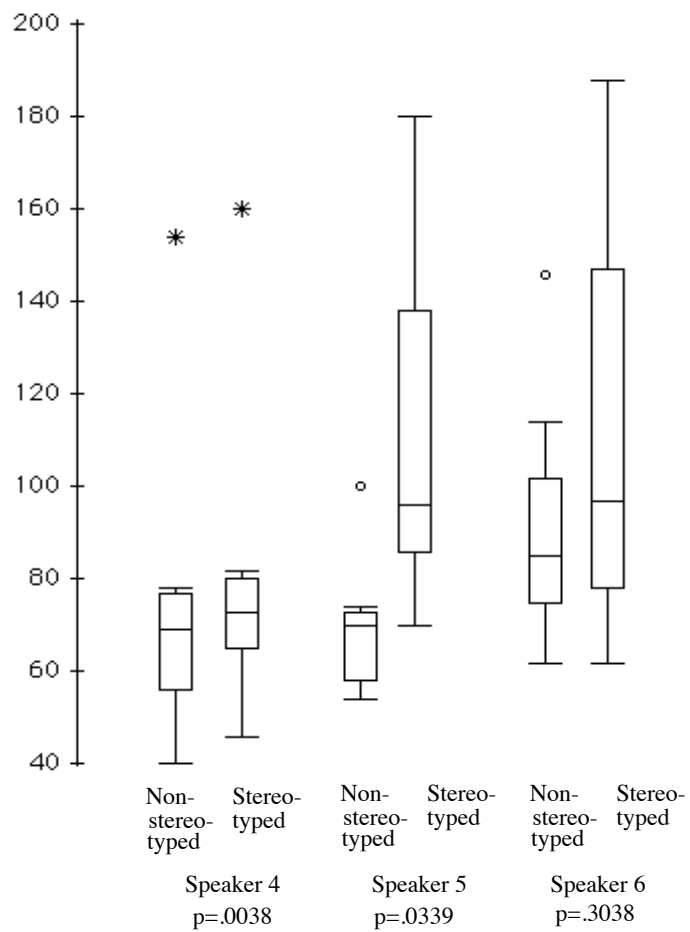 200
180
160
140
120
100
80
60
40
Non-stereo-typed
Stereo-typed
Non-stereo-typed
Stereo-typed
Non-stereo-typed
Stereo-typed
Speaker 4
Speaker 5
Speaker 6
p=.0038
p=.0339
p=.3038